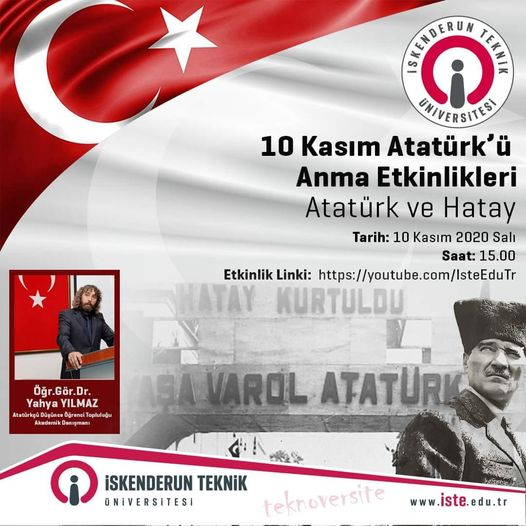 İSKENDERUN TEKNİK
ÜNİVERSİTESİ
10 Kasım Atatürk'ü
Anma Etkinlikleri
Atatürk ve Hatay
Tarih: 10 Kasım 2020 Salı
Saat: 15.00
Etkinlik Linki: https://youtube.com/IsteEduTr
HATAY KURTULDU
YAŞA VAROL ATATÜRK
Öğr.Gör.Dr.
Yahya YILMAZ
Atatürkçü Düşünce Öğrenci Topluluğu
Akademik Danışmanı
İSKENDERUN TEKNİK
ÜNİVERSİTESİ
teknoversite
www.iste.edu.tr